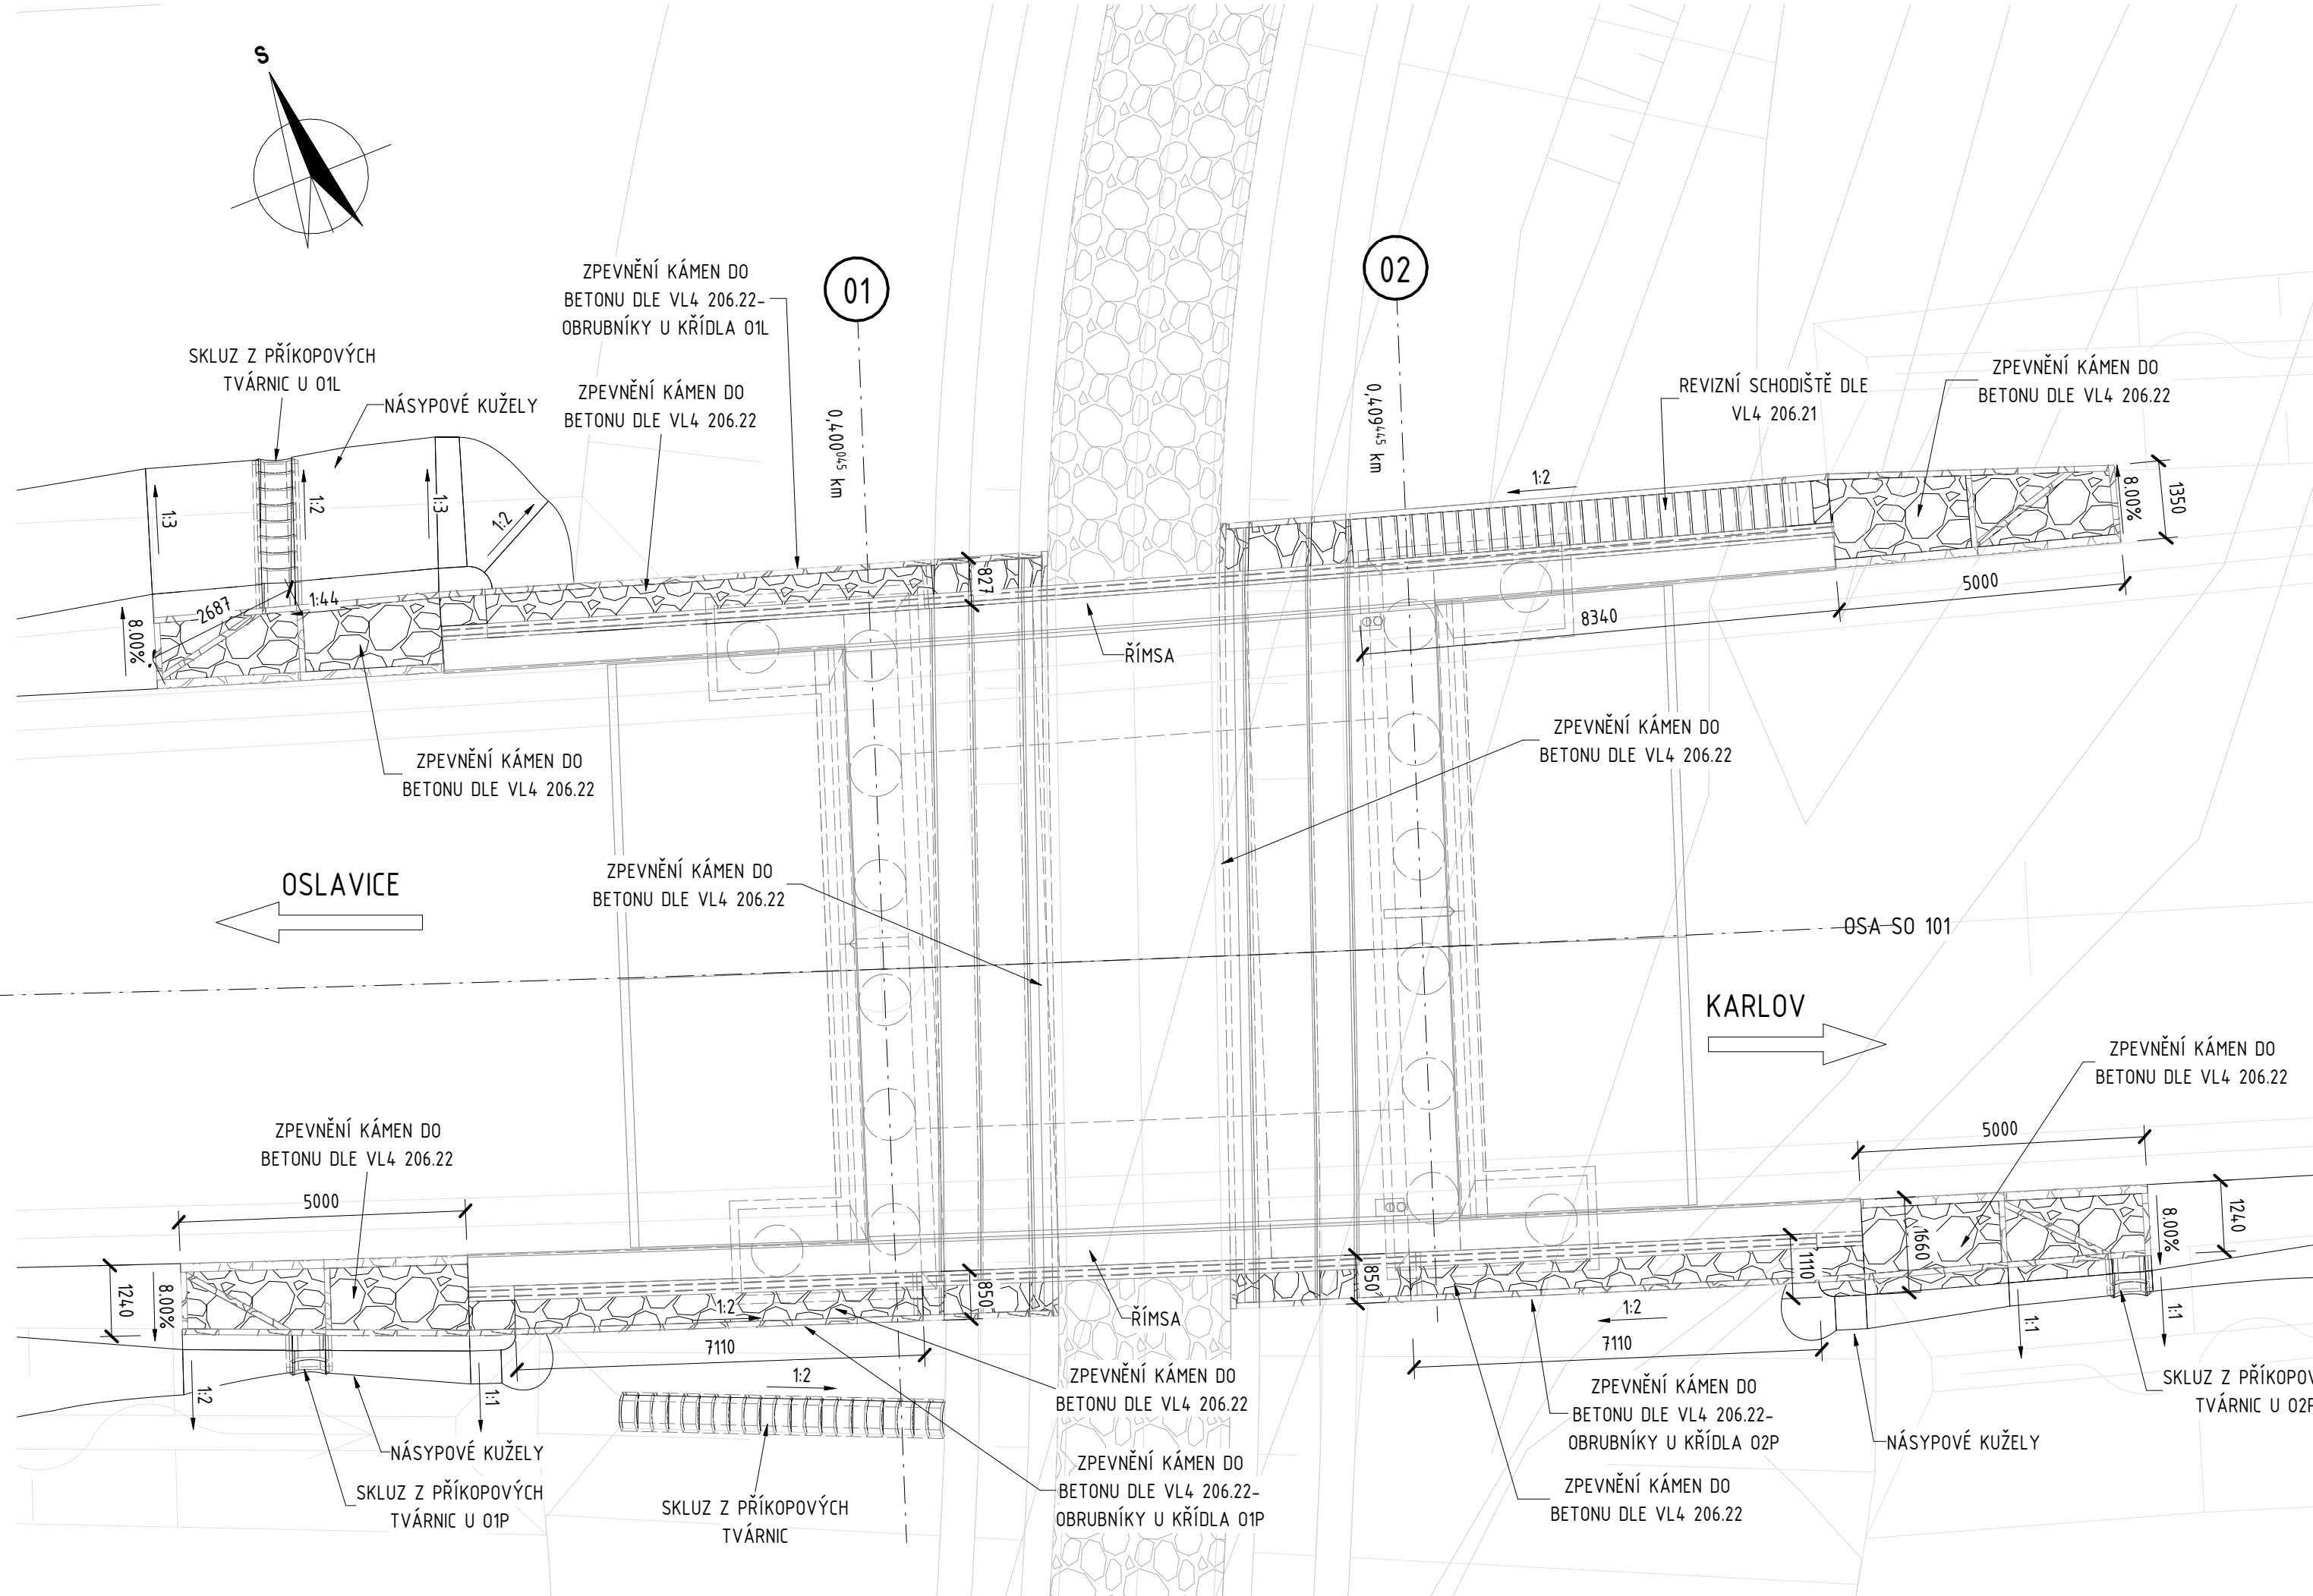 S
01
02
ZPEVNĚNÍ KÁMEN DO
BETONU DLE VL4 206.22-
OBRUBNÍKY U KŘÍDLA O1L
SKLUZ Z PŘÍKOPOVÝCH
TVÁRNIC U O1L
NÁSYPOVÉ KUŽELY
ZPEVNĚNÍ KÁMEN DO
BETONU DLE VL4 206.22
0,400045 km
0,409445 km
REVIZNÍ SCHODIŠTĚ DLE
VL4 206.21
ZPEVNĚNÍ KÁMEN DO
BETONU DLE VL4 206.22
1:3
1:2
1:3
1:2
1:2
8.00%
1350
827
2687
1:44
8.00%
5000
8340
ŘÍMSA
ZPEVNĚNÍ KÁMEN DO
BETONU DLE VL4 206.22
ZPEVNĚNÍ KÁMEN DO
BETONU DLE VL4 206.22
ZPEVNĚNÍ KÁMEN DO
BETONU DLE VL4 206.22
OSLAVICE
OSA SO 101
KARLOV
ZPEVNĚNÍ KÁMEN DO
BETONU DLE VL4 206.22
ZPEVNĚNÍ KÁMEN DO
BETONU DLE VL4 206.22
5000
5000
1240
8.00%
1660
1110
850
850
8.00%
1240
1:2
1:2
ŘÍMSA
7110
7110
1:1
1:1
1:2
1:1
1:2
ZPEVNĚNÍ KÁMEN DO
BETONU DLE VL4 206.22
ZPEVNĚNÍ KÁMEN DO
BETONU DLE VL4 206.22-
OBRUBNÍKY U KŘÍDLA O2P
SKLUZ Z PŘÍKOPOV
TVÁRNIC U O2P
NÁSYPOVÉ KUŽELY
NÁSYPOVÉ KUŽELY
ZPEVNĚNÍ KÁMEN DO
BETONU DLE VL4 206.22-
OBRUBNÍKY U KŘÍDLA O1P
SKLUZ Z PŘÍKOPOVÝCH
TVÁRNIC U O1P
SKLUZ Z PŘÍKOPOVÝCH
TVÁRNIC
ZPEVNĚNÍ KÁMEN DO
BETONU DLE VL4 206.22